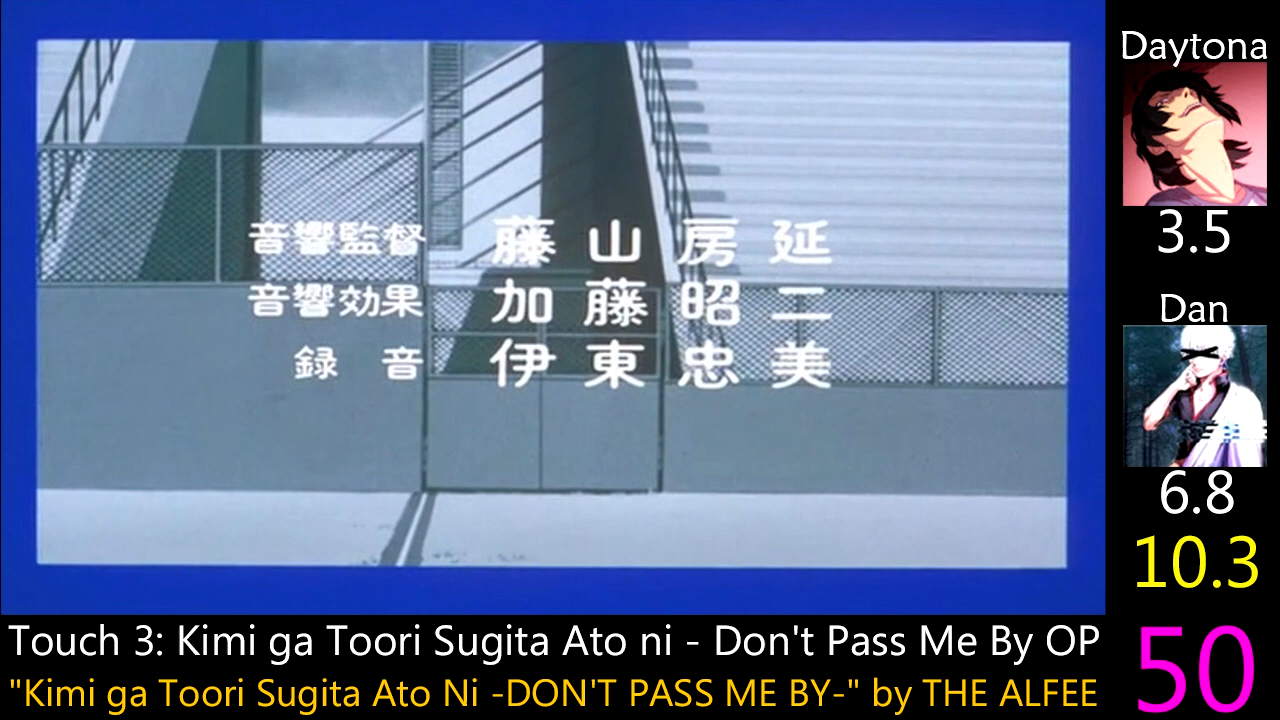 音響監督 藤山房延
音響効果 加藤昭二
録音 伊東忠美
Daytona
3.5
Dan
6.8
10.3
50
Touch 3: Kimi ga Toori Sugita Ato ni - Don't Pass Me By OP
"Kimi ga Toori Sugita Ato Ni -DON'T PASS ME BY-" by THE ALFEE